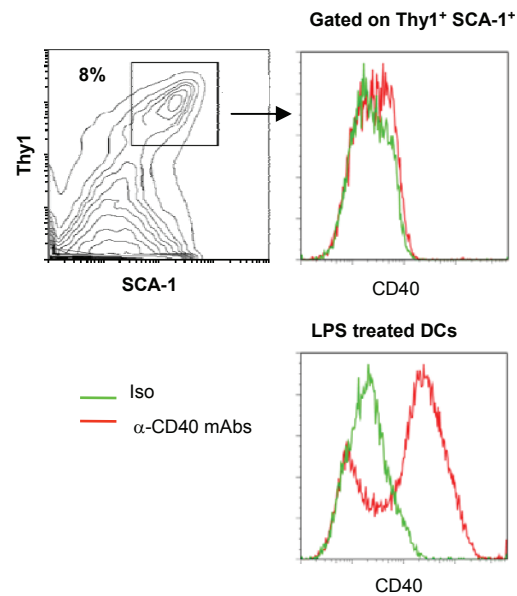 Gated on Thy1⁺ SCA-1⁺
8%
Thy1
SCA-1
CD40
LPS treated DCs
Iso
α-CD40 mAbs
CD40